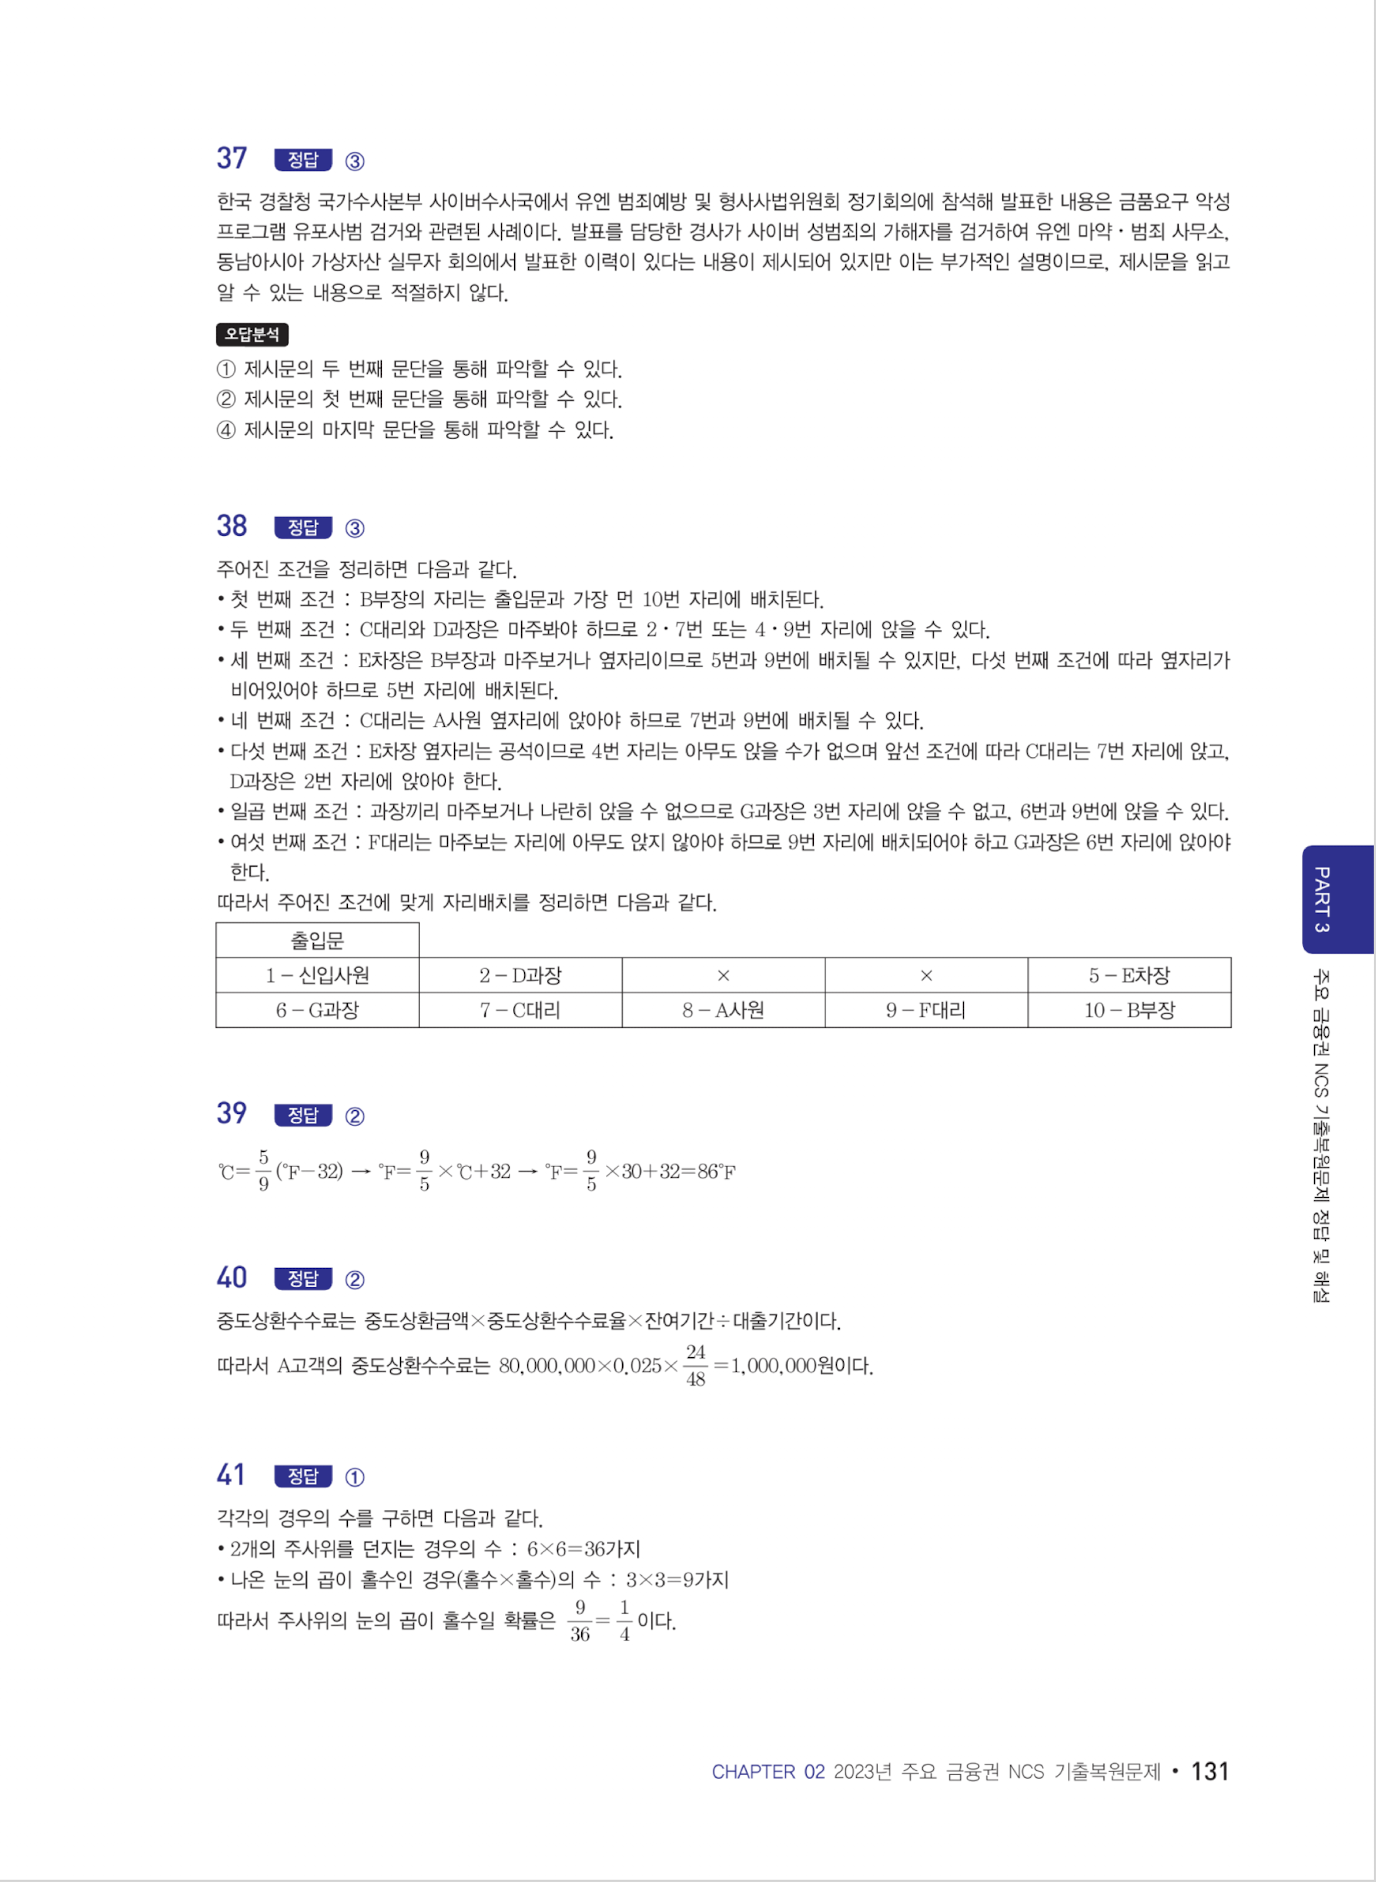 37 정답 ③
한국 경찰청 국가수사본부 사이버수사국에서 유엔 범죄예방 및 형사사법위원회 정기회의에 참석해 발표한 내용은 금품요구 악성
프로그램 유포사범 검거와 관련된 사례이다. 발표를 담당한 경사가 사이버 성범죄의 가해자를 검거하여 유엔 마약・범죄 사무소,
동남아시아 가상자산 실무자 회의에서 발표한 이력이 있다는 내용이 제시되어 있지만 이는 부가적인 설명이므로, 제시문을 읽고
알 수 있는 내용으로 적절하지 않다.
오답분석
① 제시문의 두 번째 문단을 통해 파악할 수 있다.
② 제시문의 첫 번째 문단을 통해 파악할 수 있다.
④ 제시문의 마지막 문단을 통해 파악할 수 있다.
38 정답 ③
주어진 조건을 정리하면 다음과 같다.
• 첫 번째 조건 : B부장의 자리는 출입문과 가장 먼 10번 자리에 배치된다.
• 두 번째 조건 : C대리와 D과장은 마주봐야 하므로 2・7번 또는 4・9번 자리에 앉을 수 있다.
• 세 번째 조건 : E차장은 B부장과 마주보거나 옆자리이므로 5번과 9번에 배치될 수 있지만, 다섯 번째 조건에 따라 옆자리가
비어있어야 하므로 5번 자리에 배치된다.
• 네 번째 조건 : C대리는 A사원 옆자리에 앉아야 하므로 7번과 9번에 배치될 수 있다.
• 다섯 번째 조건 : E차장 옆자리는 공석이므로 4번 자리는 아무도 앉을 수가 없으며 앞선 조건에 따라 C대리는 7번 자리에 앉고,
D과장은 2번 자리에 앉아야 한다.
• 일곱 번째 조건 : 과장끼리 마주보거나 나란히 앉을 수 없으므로 G과장은 3번 자리에 앉을 수 없고, 6번과 9번에 앉을 수 있다.
• 여섯 번째 조건 : F대리는 마주보는 자리에 아무도 앉지 않아야 하므로 9번 자리에 배치되어야 하고 G과장은 6번 자리에 앉아야
한다.
따라서 주어진 조건에 맞게 자리배치를 정리하면 다음과 같다.
출입문
1－신입사원 2－D과장 × × 5－E차장
6－G과장 7－C대리 8－A사원 9－F대리 10－B부장
39 정답 ②
℃=5/9(℉−32) → ℉=9/5×℃+32 → ℉=9/5×30+32=86℉
40 정답 ②
중도상환수수료는 중도상환금액×중도상환수수료율×잔여기간÷대출기간이다.
따라서 A고객의 중도상환수수료는 80,000,000×0.025×24/48=1,000,000원이다.
41 정답 ①
각각의 경우의 수를 구하면 다음과 같다.
• 2개의 주사위를 던지는 경우의 수 : 6×6=36가지
• 나온 눈의 곱이 홀수인 경우(홀수×홀수)의 수 : 3×3=9가지
따라서 주사위의 눈의 곱이 홀수일 확률은 9/36=1/4이다.
PART 3
주요 금융권 NCS 기출복원문제 정답 및 해설
CHAPTER 02 2023년 주요 금융권 NCS 기출복원문제 • 131